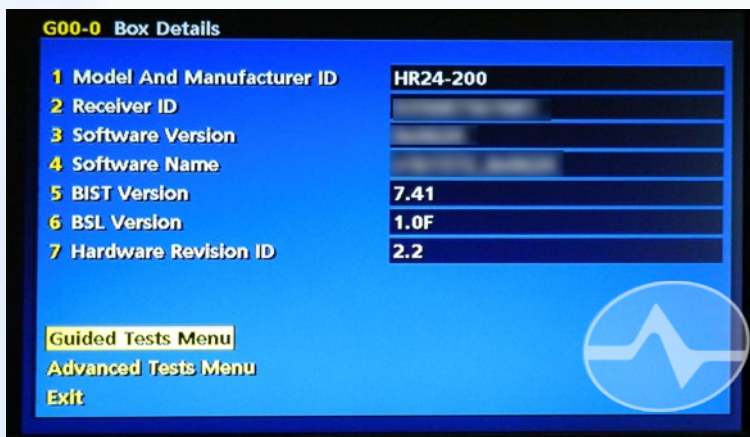 G00-0 Box Details
1 Model And Manufacturer ID HR24-200
2 Receiver ID
3 Software Version
4 Software Name
5 BIST Version 7.41
6 BSL Version 1.0F
7 Hardware Revision ID 2.2
Guided Tests Menu
Advanced Tests Menu
Exit